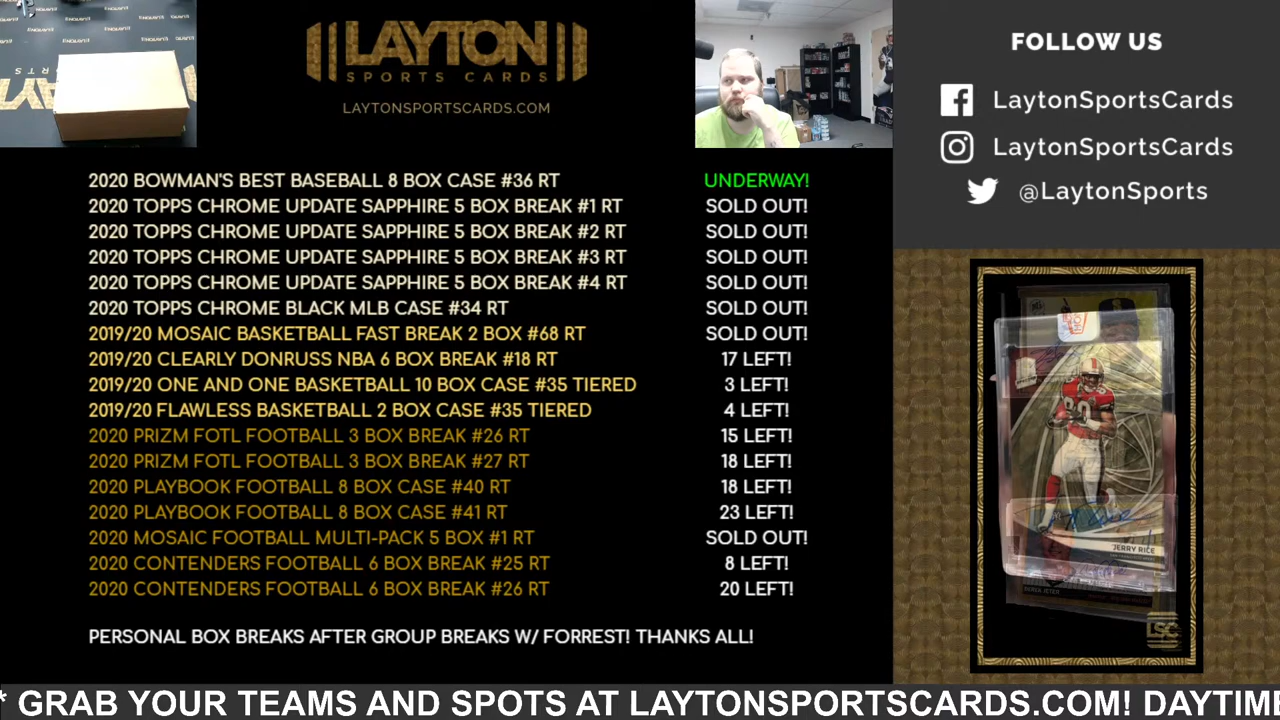 LAYTON
SPORTS CARDS
LAYTONSPORTSCARDS.COM
FOLLOW US
LaytonSportsCards
LaytonSportsCards
@LaytonSports
2020 BOWMAN'S BEST BASEBALL 8 BOX CASE #36 RT UNDERWAY!
2020 TOPPS CHROME UPDATE SAPPHIRE 5 BOX BREAK #1 RT SOLD OUT!
2020 TOPPS CHROME UPDATE SAPPHIRE 5 BOX BREAK #2 RT SOLD OUT!
2020 TOPPS CHROME UPDATE SAPPHIRE 5 BOX BREAK #3 RT SOLD OUT!
2020 TOPPS CHROME UPDATE SAPPHIRE 5 BOX BREAK #4 RT SOLD OUT!
2020 TOPPS CHROME BLACK MLB CASE #34 RT SOLD OUT!
2019/20 MOSAIC BASKETBALL FAST BREAK 2 BOX #68 RT SOLD OUT!
2019/20 CLEARLY DONRUSS NBA 6 BOX BREAK #18 RT 17 LEFT!
2019/20 ONE AND ONE BASKETBALL 10 BOX CASE #35 TIERED 3 LEFT!
2019/20 FLAWLESS BASKETBALL 2 BOX CASE #35 TIERED 4 LEFT!
2020 PRIZM FOTL FOOTBALL 3 BOX BREAK #26 RT 15 LEFT!
2020 PRIZM FOTL FOOTBALL 3 BOX BREAK #27 RT 18 LEFT!
2020 PLAYBOOK FOOTBALL 8 BOX CASE #40 RT 18 LEFT!
2020 PLAYBOOK FOOTBALL 8 BOX CASE #41 RT 23 LEFT!
2020 MOSAIC FOOTBALL MULTI-PACK 5 BOX #1 RT SOLD OUT!
2020 CONTENDERS FOOTBALL 6 BOX BREAK #25 RT 8 LEFT!
2020 CONTENDERS FOOTBALL 6 BOX BREAK #26 RT 20 LEFT!
PERSONAL BOX BREAKS AFTER GROUP BREAKS W/ FORREST! THANKS ALL!
JERRY RICE
DEREK JETER
LSC
* GRAB YOUR TEAMS AND SPOTS AT LAYTONSPORTSCARDS.COM! DAYTIME